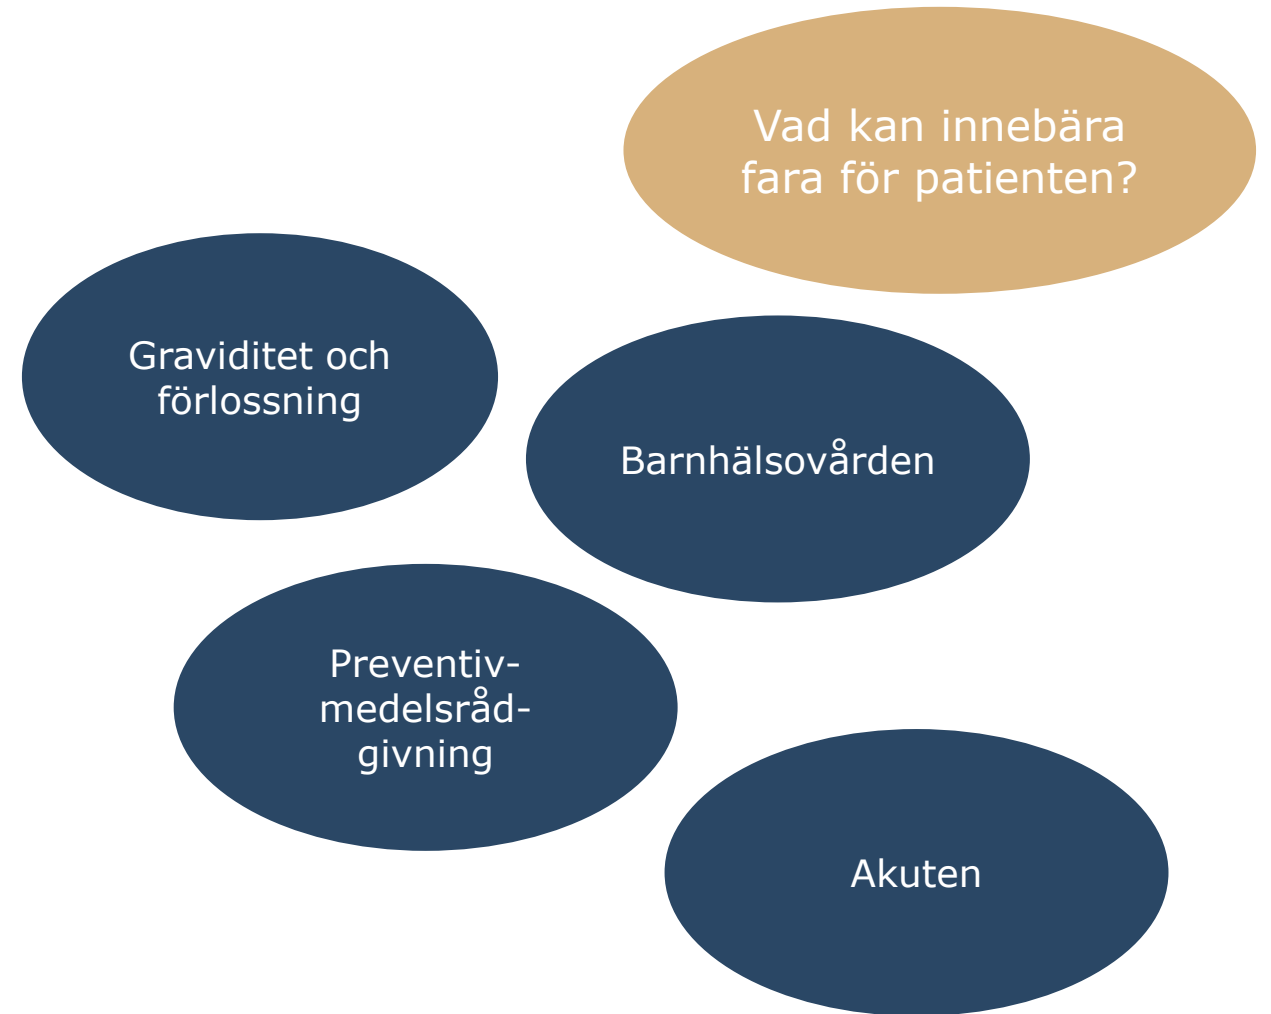 Vad kan innebära
fara för patienten?
Graviditet och
förlossning
Barnhälsovården
Preventiv-
medelsråd-
givning
Akuten